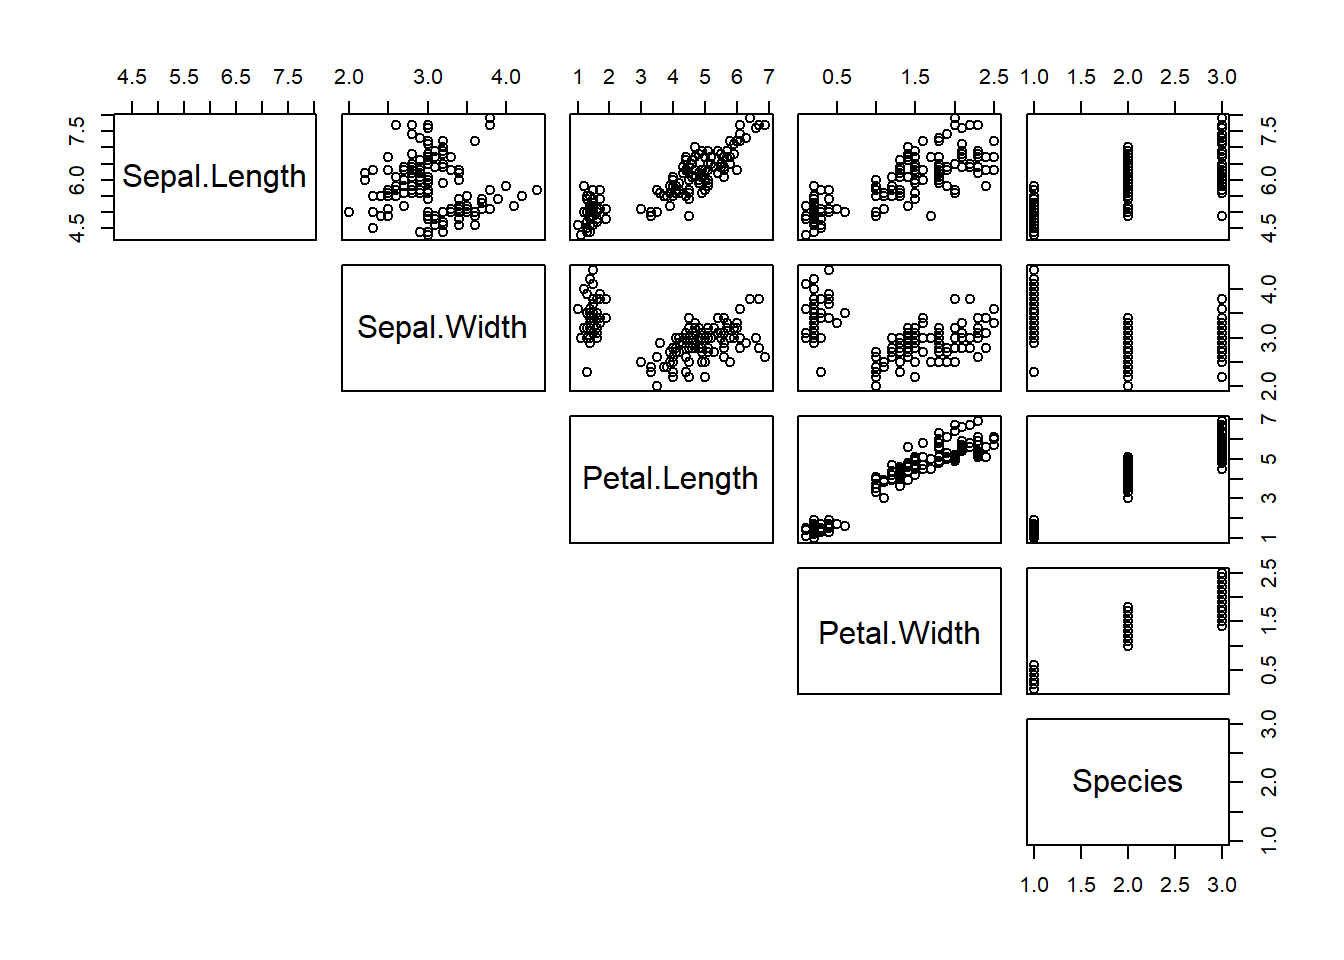 4.5 5.5 6.5 7.5 2.0 3.0 4.0 1 2 3 4 5 6 7 0.5 1.5 2.5 1.0 1.5 2.0 2.5 3.0
4.5 6.0 7.5 Sepal.Length 4.5 6.0 7.5
Sepal.Width 2.0 3.0 4.0
Petal.Length 1 3 5 7
Petal.Width 0.5 1.5 2.5
Species 1.0 2.0 3.0
1.0 1.5 2.0 2.5 3.0